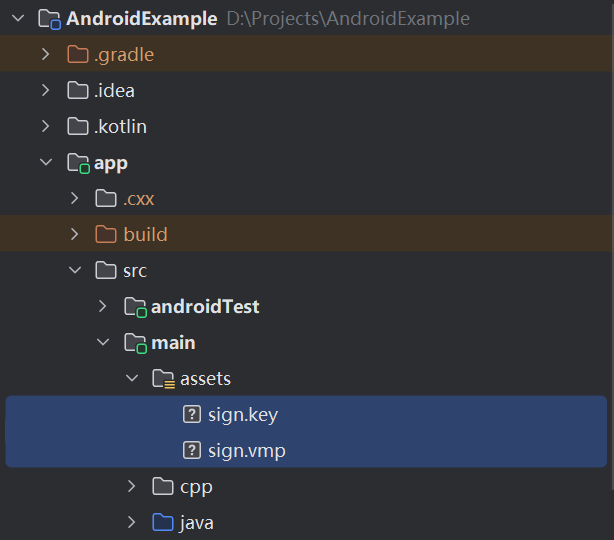 AndroidExample D:\Projects\AndroidExample
.gradle
.idea
.kotlin
app
.cxx
build
src
androidTest
main
assets
sign.key
sign.vmp
cpp
java